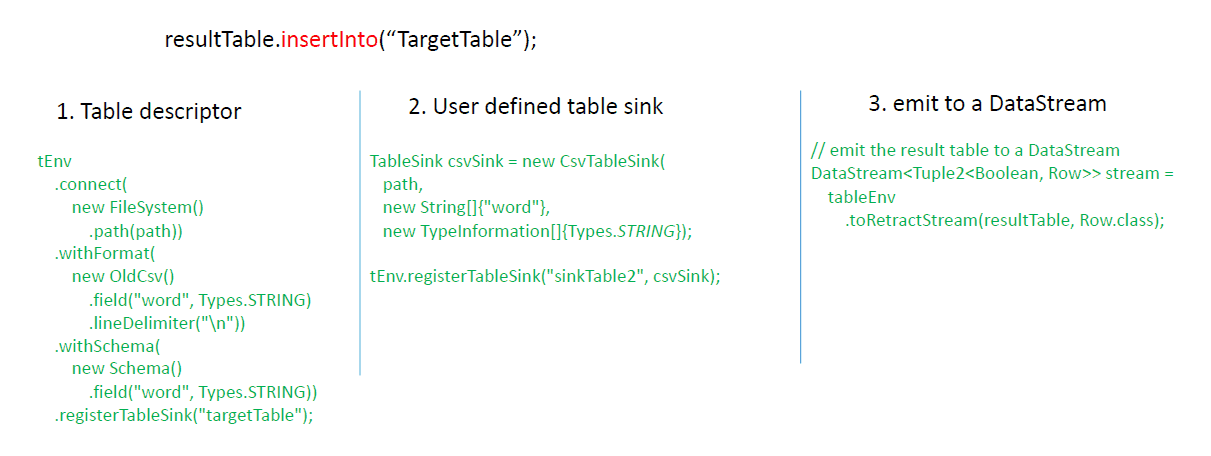 resultTable.insertInto(“TargetTable”);
1. Table descriptor
tEnv
.connect(
new FileSystem()
.path(path))
.withFormat(
new OldCsv()
.field("word", Types.STRING)
.lineDelimiter("\n"))
.withSchema(
new Schema()
.field("word", Types.STRING))
.registerTableSink("targetTable");
2. User defined table sink
TableSink csvSink = new CsvTableSink(
path,
new String[]{"word"},
new TypeInformation[]{Types.STRING});
tEnv.registerTableSink("sinkTable2", csvSink);
3. emit to a DataStream
// emit the result table to a DataStream
DataStream<Tuple2<Boolean, Row>> stream =
tableEnv
.toRetractStream(resultTable, Row.class);